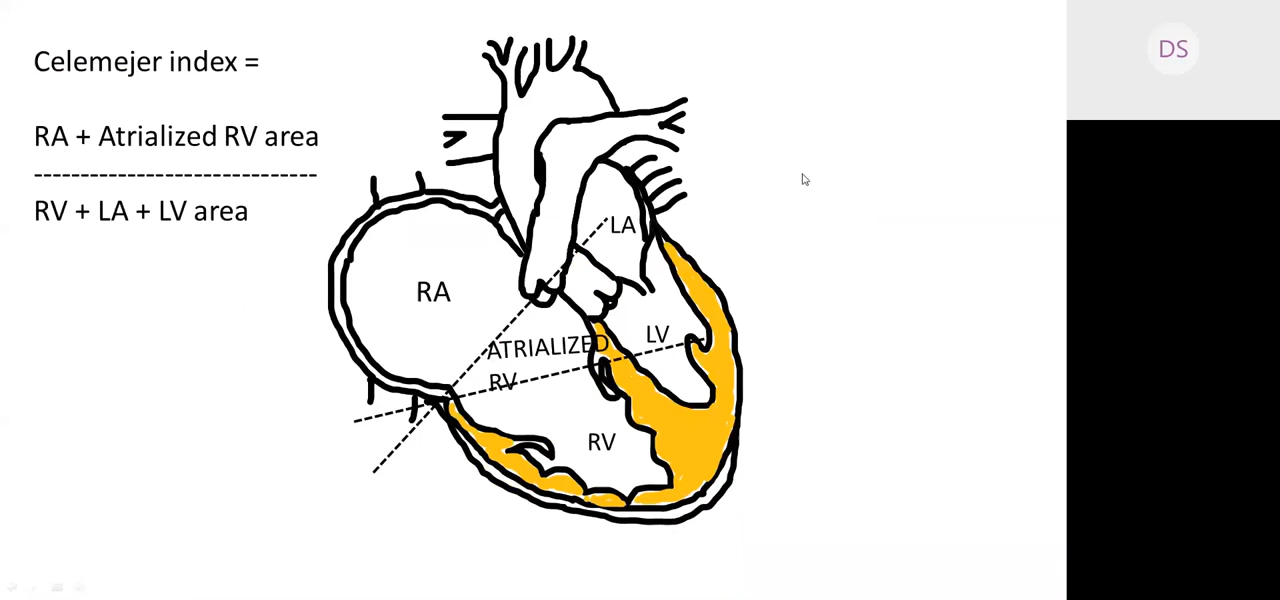 Celemejer index =
RA + Atrialized RV area
-----------------------------
RV + LA + LV area
LA
RA
LV
ATRIALIZED
RV
RV
DS